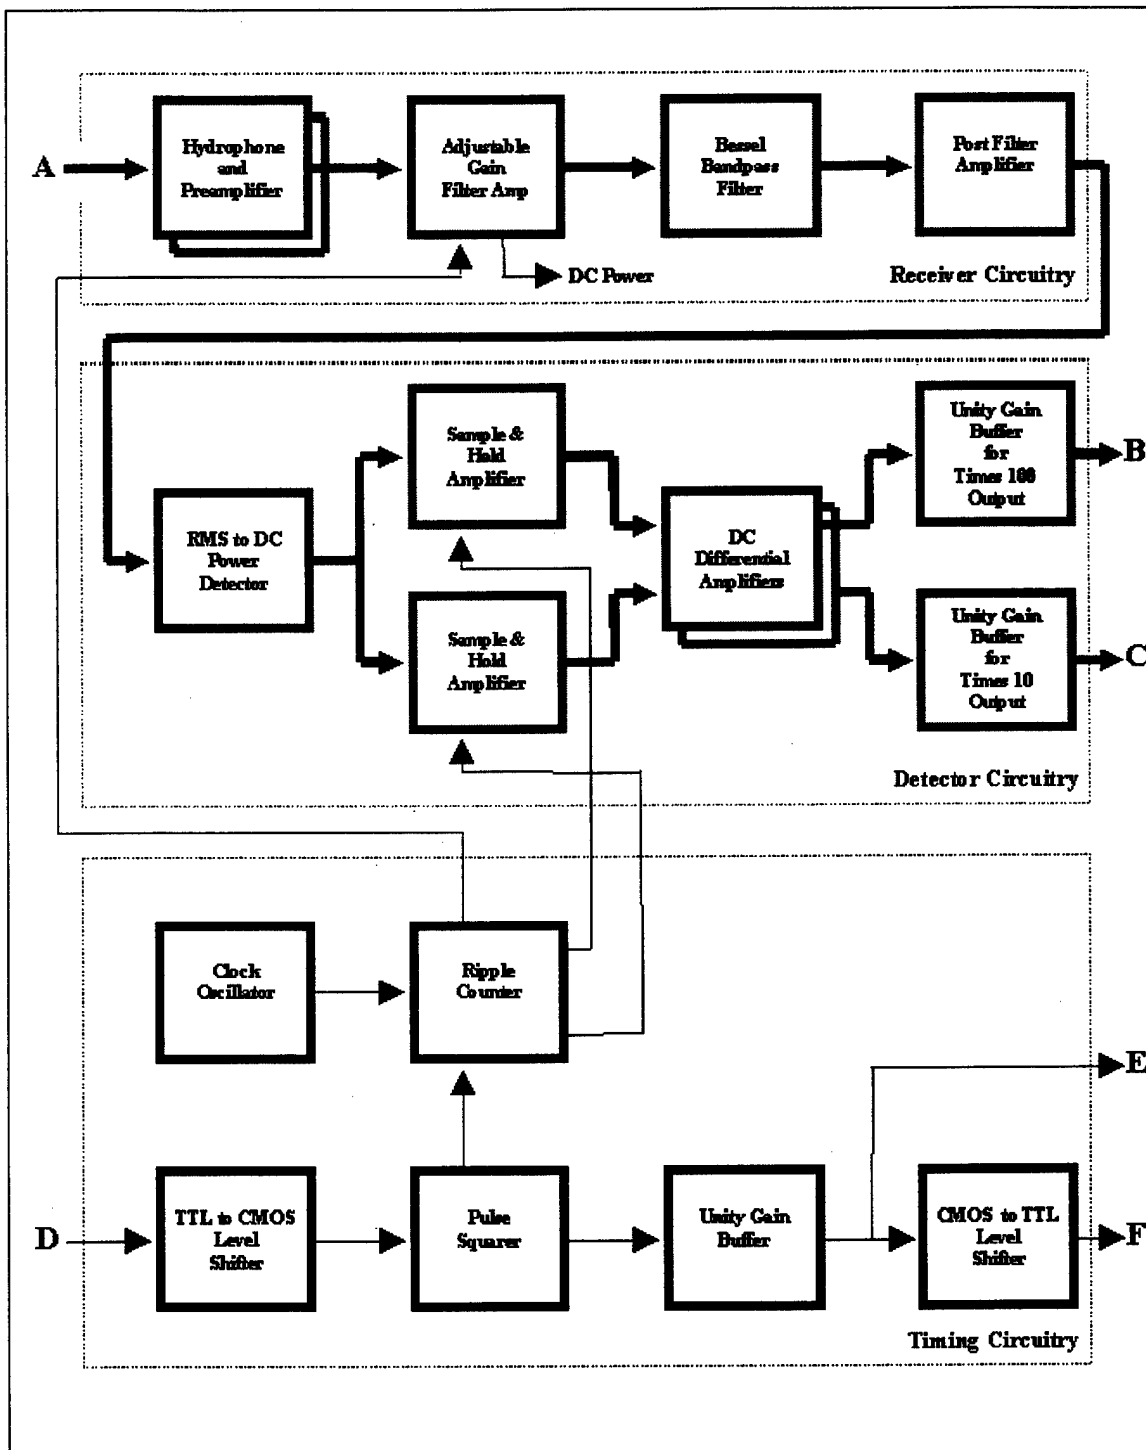 A
Hydrophone
and
Preamplifier
Adjustable
Gain
Filter Amp
Bessel
Bandpass
Filter
Post Filter
Amplifier
DC Power
Receiver Circuitry
Sample &
Hold
Amplifier
Unity Gain
Buffer
for
Times 100
Output
B
RMS to DC
Power
Detector
DC
Differential
Amplifiers
Sample &
Hold
Amplifier
Unity Gain
Buffer
for
Times 10
Output
C
Detector Circuitry
Clock
Oscillator
Ripple
Counter
E
D
TTL to CMOS
Level
Shifter
Pulse
Squarer
Unity Gain
Buffer
CMOS to TTL
Level
Shifter
F
Timing Circuitry